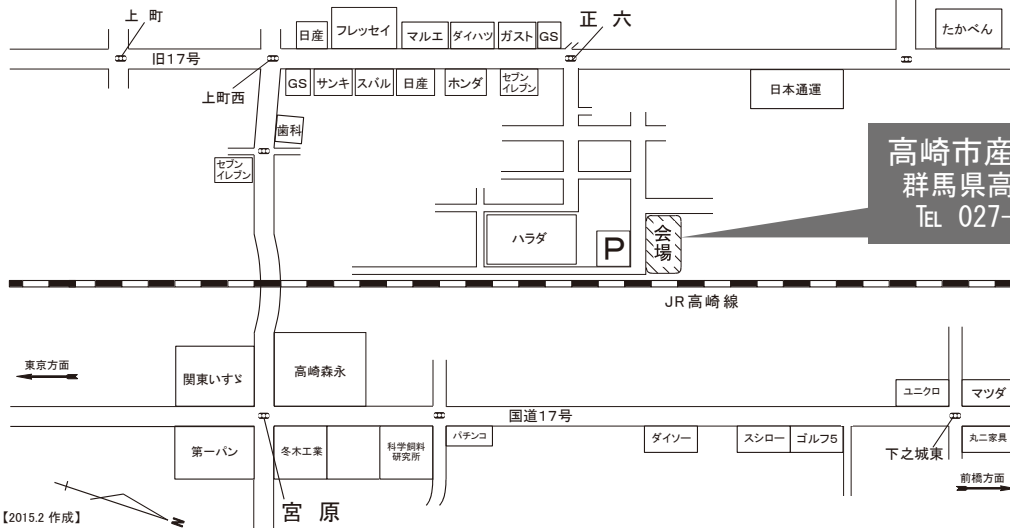 上 町
日産
フレッセイ
マルエ
ダイハツ
ガスト
GS
正 六
たかべん
旧17号
上町西
GS
サンキ
スバル
日産
ホンダ
セブン
イレブン
日本通運
歯科
セブン
イレブン
高崎市産
群馬県高
℡ 027-
ハラダ
P
会場
JR高崎線
東京方面
関東いすゞ
高崎森永
ユニクロ
マツダ
国道17号
第一パン
冬木工業
科学飼料
研究所
パチンコ
ダイソー
スシロー
ゴルフ5
下之城東
丸二家具
前橋方面
宮 原
【2015.2 作成】
N